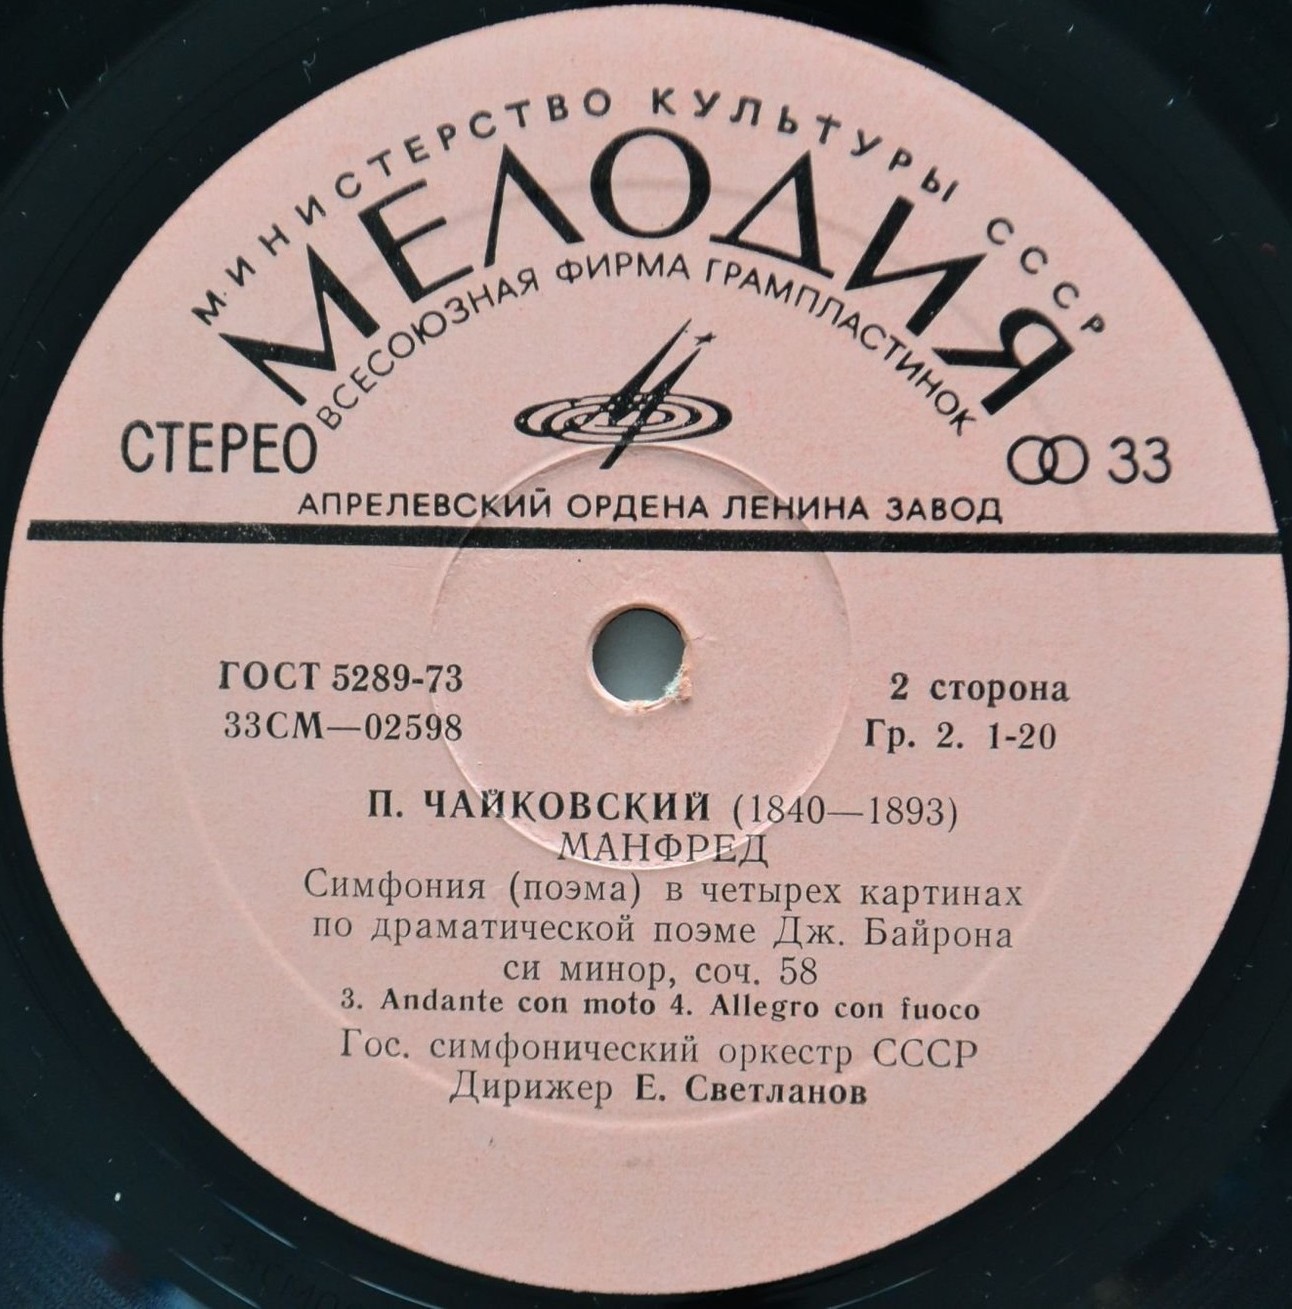 МИНИСТЕРСТВО КУЛЬТУРЫ СССР
МЕЛОДИЯ
ВСЕСОЮЗНАЯ ФИРМА ГРАМПЛАСТИНОК
СТЕРЕО
33
АПРЕЛЕВСКИЙ ОРДЕНА ЛЕНИНА ЗАВОД
ГОСТ 5289-73
33СМ—02598
2 сторона
Гр. 2. 1-20
П. ЧАЙКОВСКИЙ (1840—1893)
МАНФРЕД
Симфония (поэма) в четырех картинах
по драматической поэме Дж. Байрона
си минор, соч. 58
3. Andante con moto 4. Allegro con fuoco
Гос. симфонический оркестр СССР
Дирижер Е. Светланов